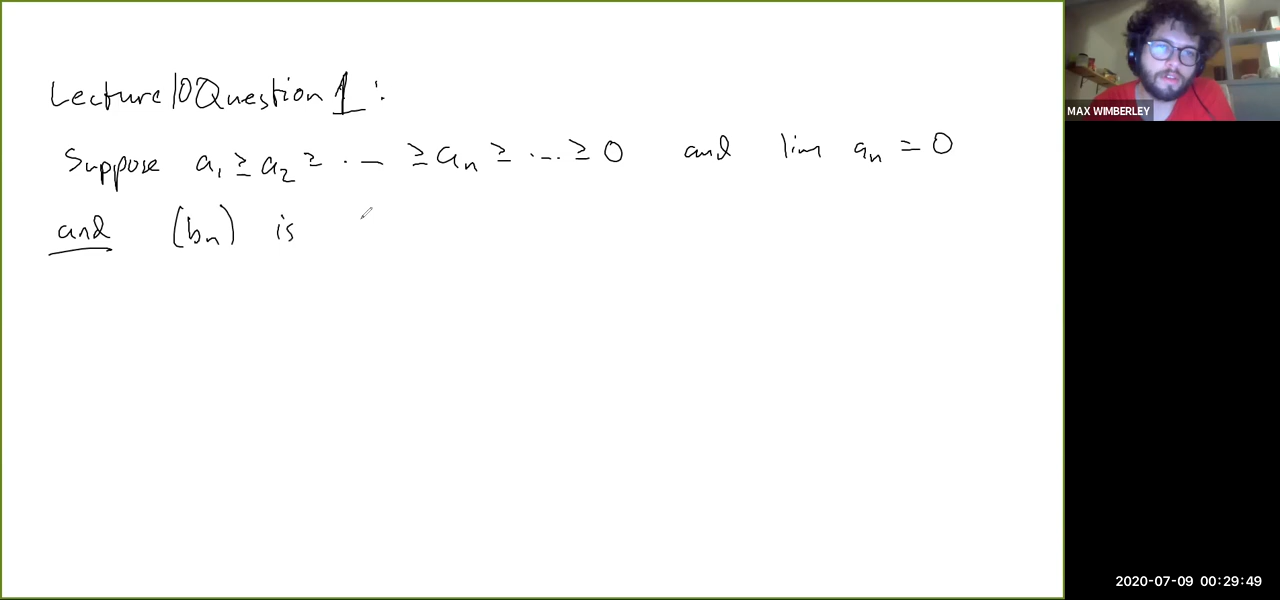 Lecture 10 Question 1:
Suppose a₁ ≥ a₂ ≥ ... ≥ aₙ ≥ ... ≥ 0 and lim aₙ = 0
and (bₙ) is
MAX WIMBERLEY
2020-07-09 00:29:49